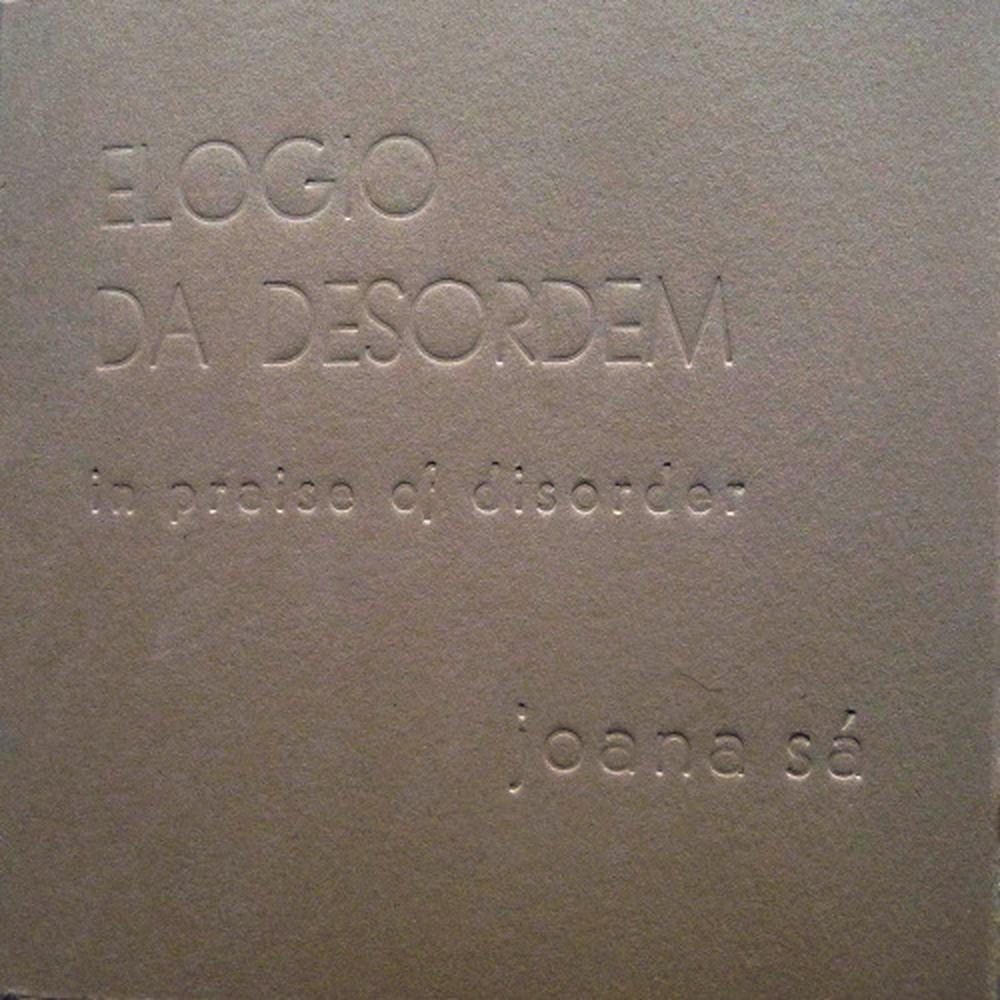 ELOGIO
DA DESORDEM
in praise of disorder
joana sá